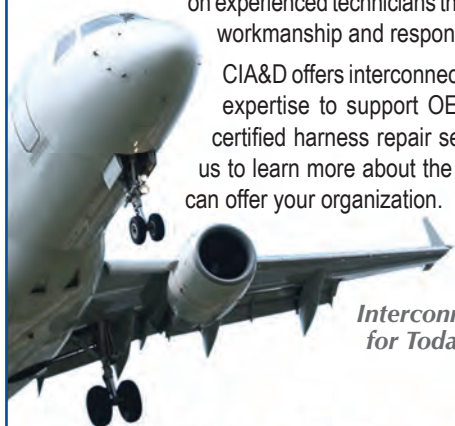 on experienced technicians th
workmanship and respon
CIA&D offers interconnec
expertise to support OE
certified harness repair se
us to learn more about the
can offer your organization.
Interconn
for Toda